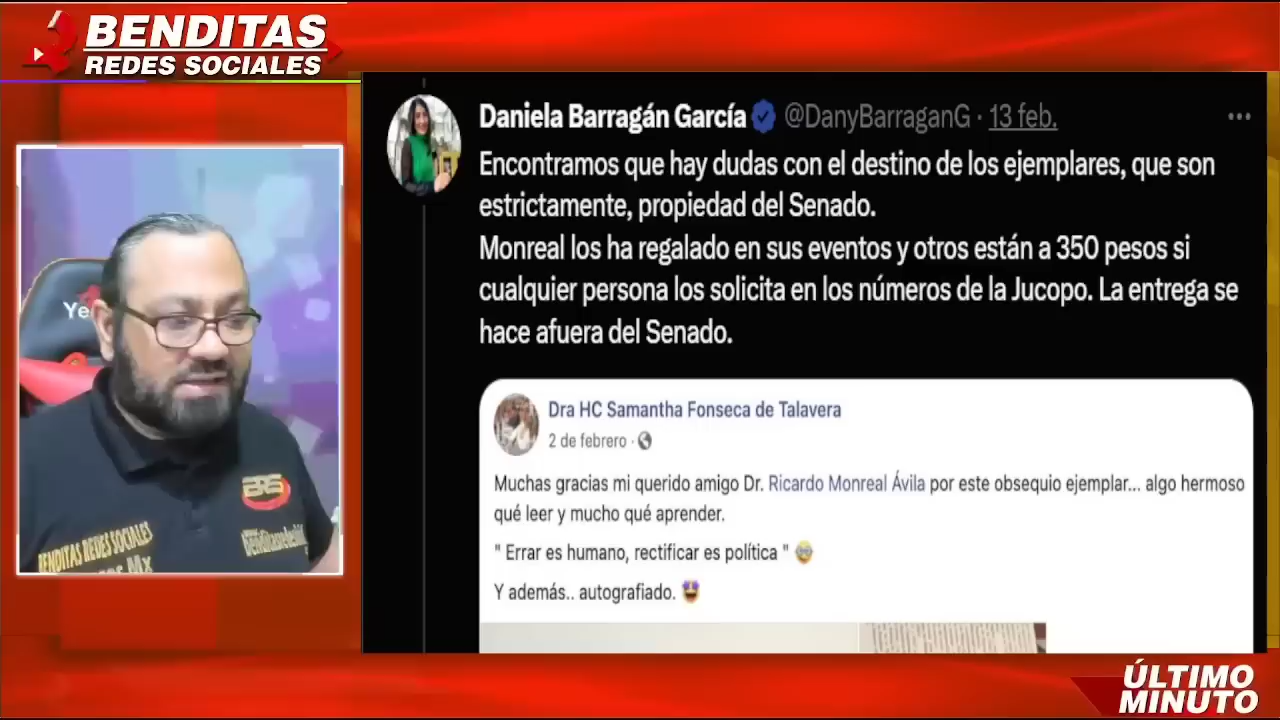 BENDITAS
REDES SOCIALES
Daniela Barragán García @DanyBarraganG · 13 feb.
Encontramos que hay dudas con el destino de los ejemplares, que son
estrictamente, propiedad del Senado.
Monreal los ha regalado en sus eventos y otros están a 350 pesos si
cualquier persona los solicita en los números de la Jucopo. La entrega se
hace afuera del Senado.
Dra HC Samantha Fonseca de Talavera
2 de febrero ·
Muchas gracias mi querido amigo Dr. Ricardo Monreal Ávila por este obsequio ejemplar... algo hermoso
qué leer y mucho qué aprender.
" Errar es humano, rectificar es política " 
Y además.. autografiado. 
Ye
BRS
BENDITAS REDES SOCIALES
Mx
ÚLTIMO
MINUTO